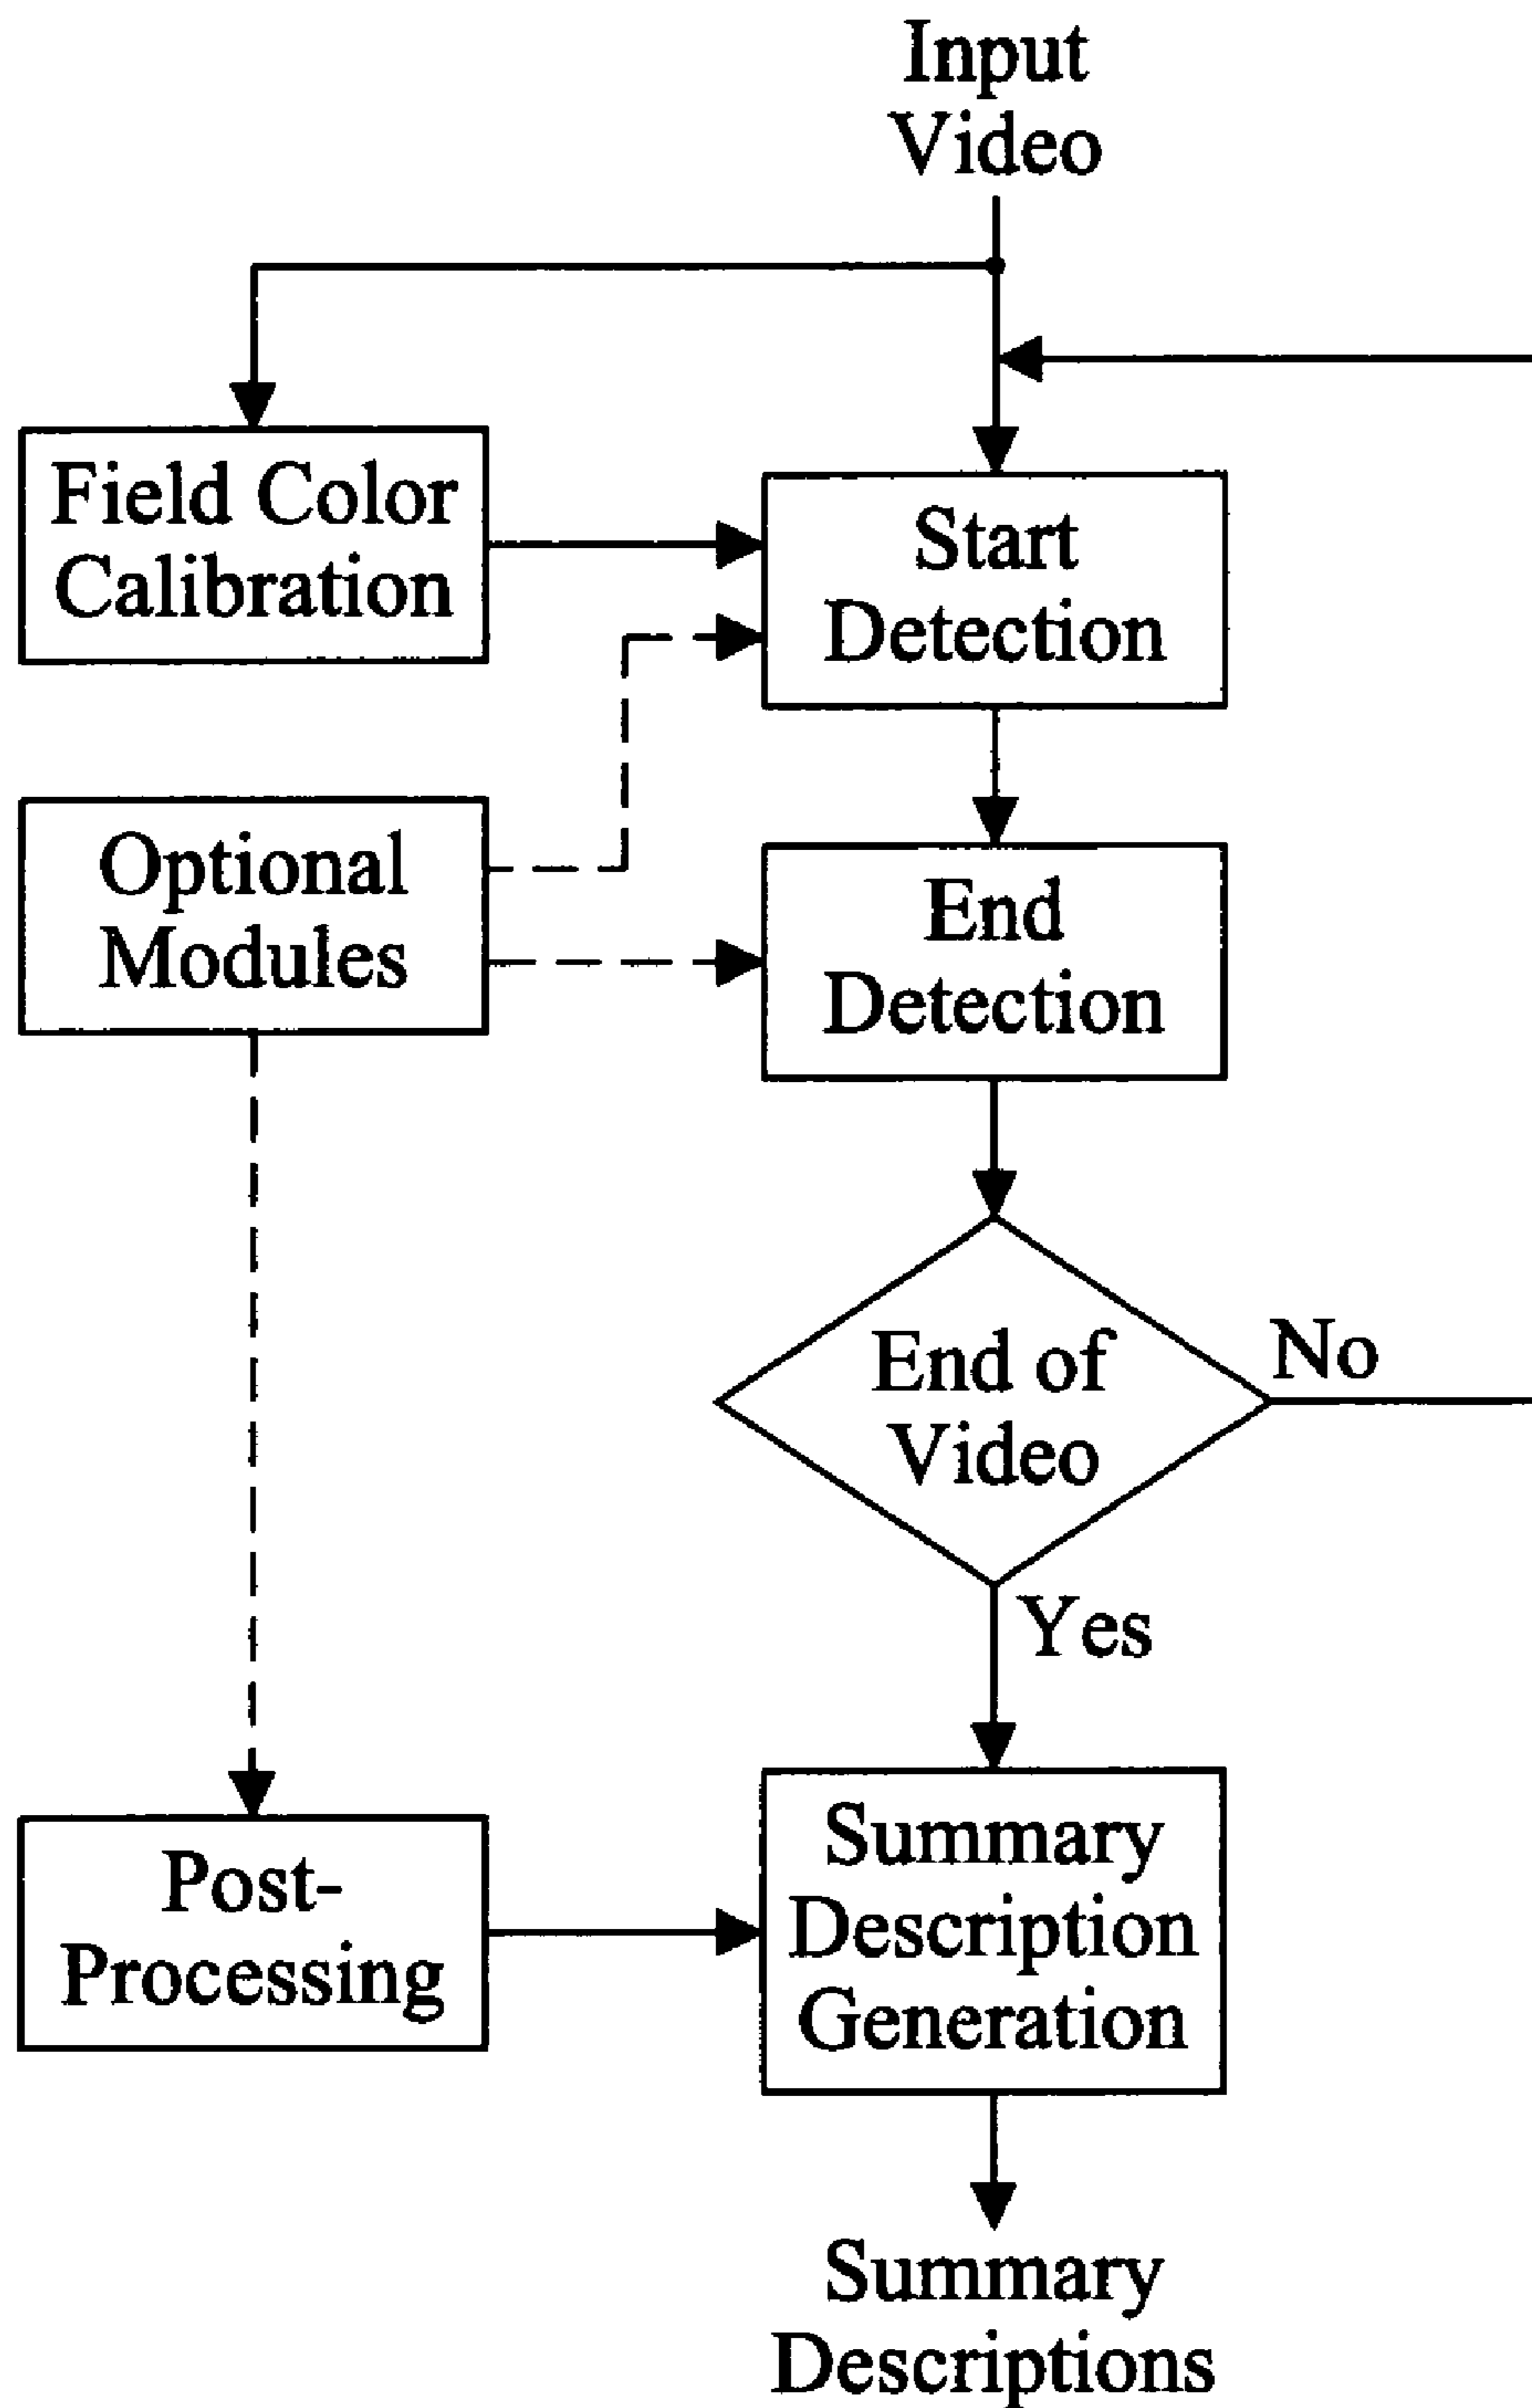 Input
Video
Field Color
Calibration
Start
Detection
Optional
Modules
End
Detection
End of
Video
No
Yes
Post-
Processing
Summary
Description
Generation
Summary
Descriptions